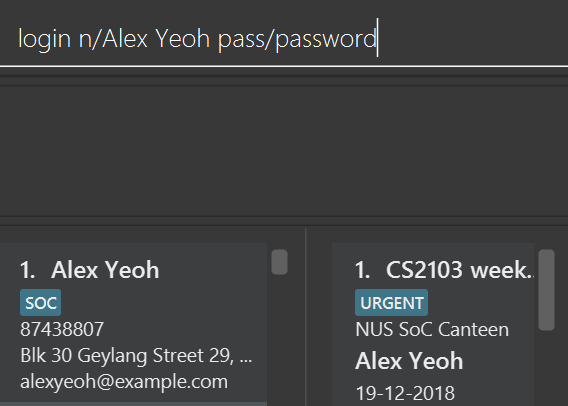 login n/Alex Yeoh pass/password
1. Alex Yeoh
SOC
87438807
Blk 30 Geylang Street 29, ...
alexyeoh@example.com
1. CS2103 week...
URGENT
NUS SoC Canteen
Alex Yeoh
19-12-2018